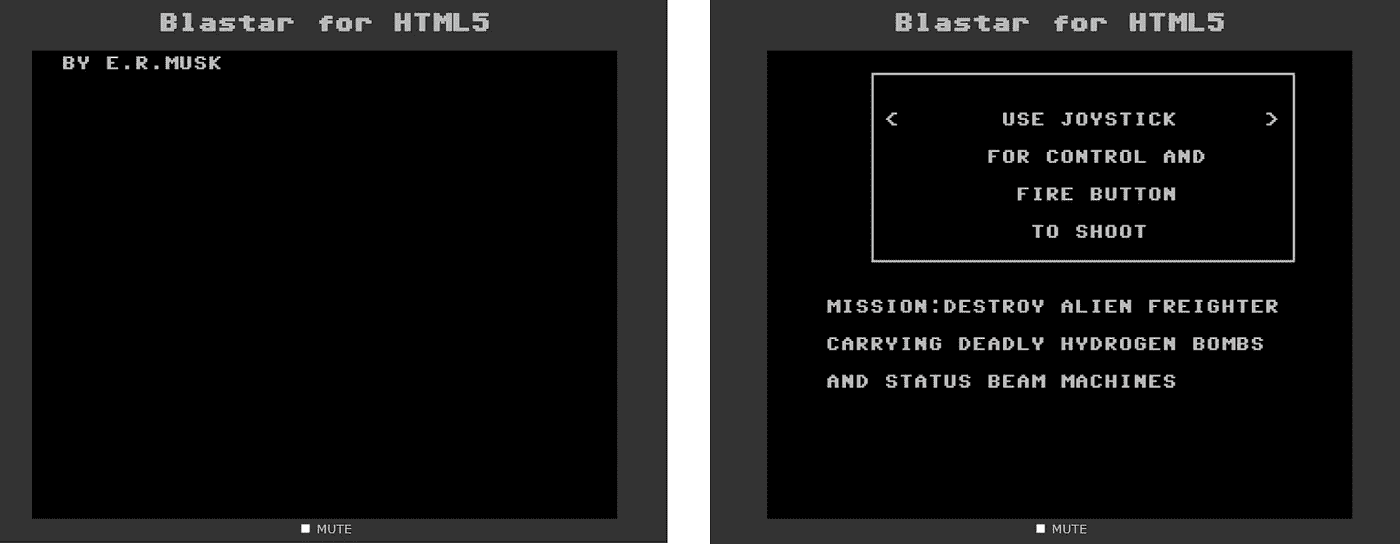 Blastar for HTML5
BY E.R.MUSK
MUTE
Blastar for HTML5
< USE JOYSTICK >
FOR CONTROL AND
FIRE BUTTON
TO SHOOT
MISSION:DESTROY ALIEN FREIGHTER
CARRYING DEADLY HYDROGEN BOMBS
AND STATUS BEAM MACHINES
MUTE